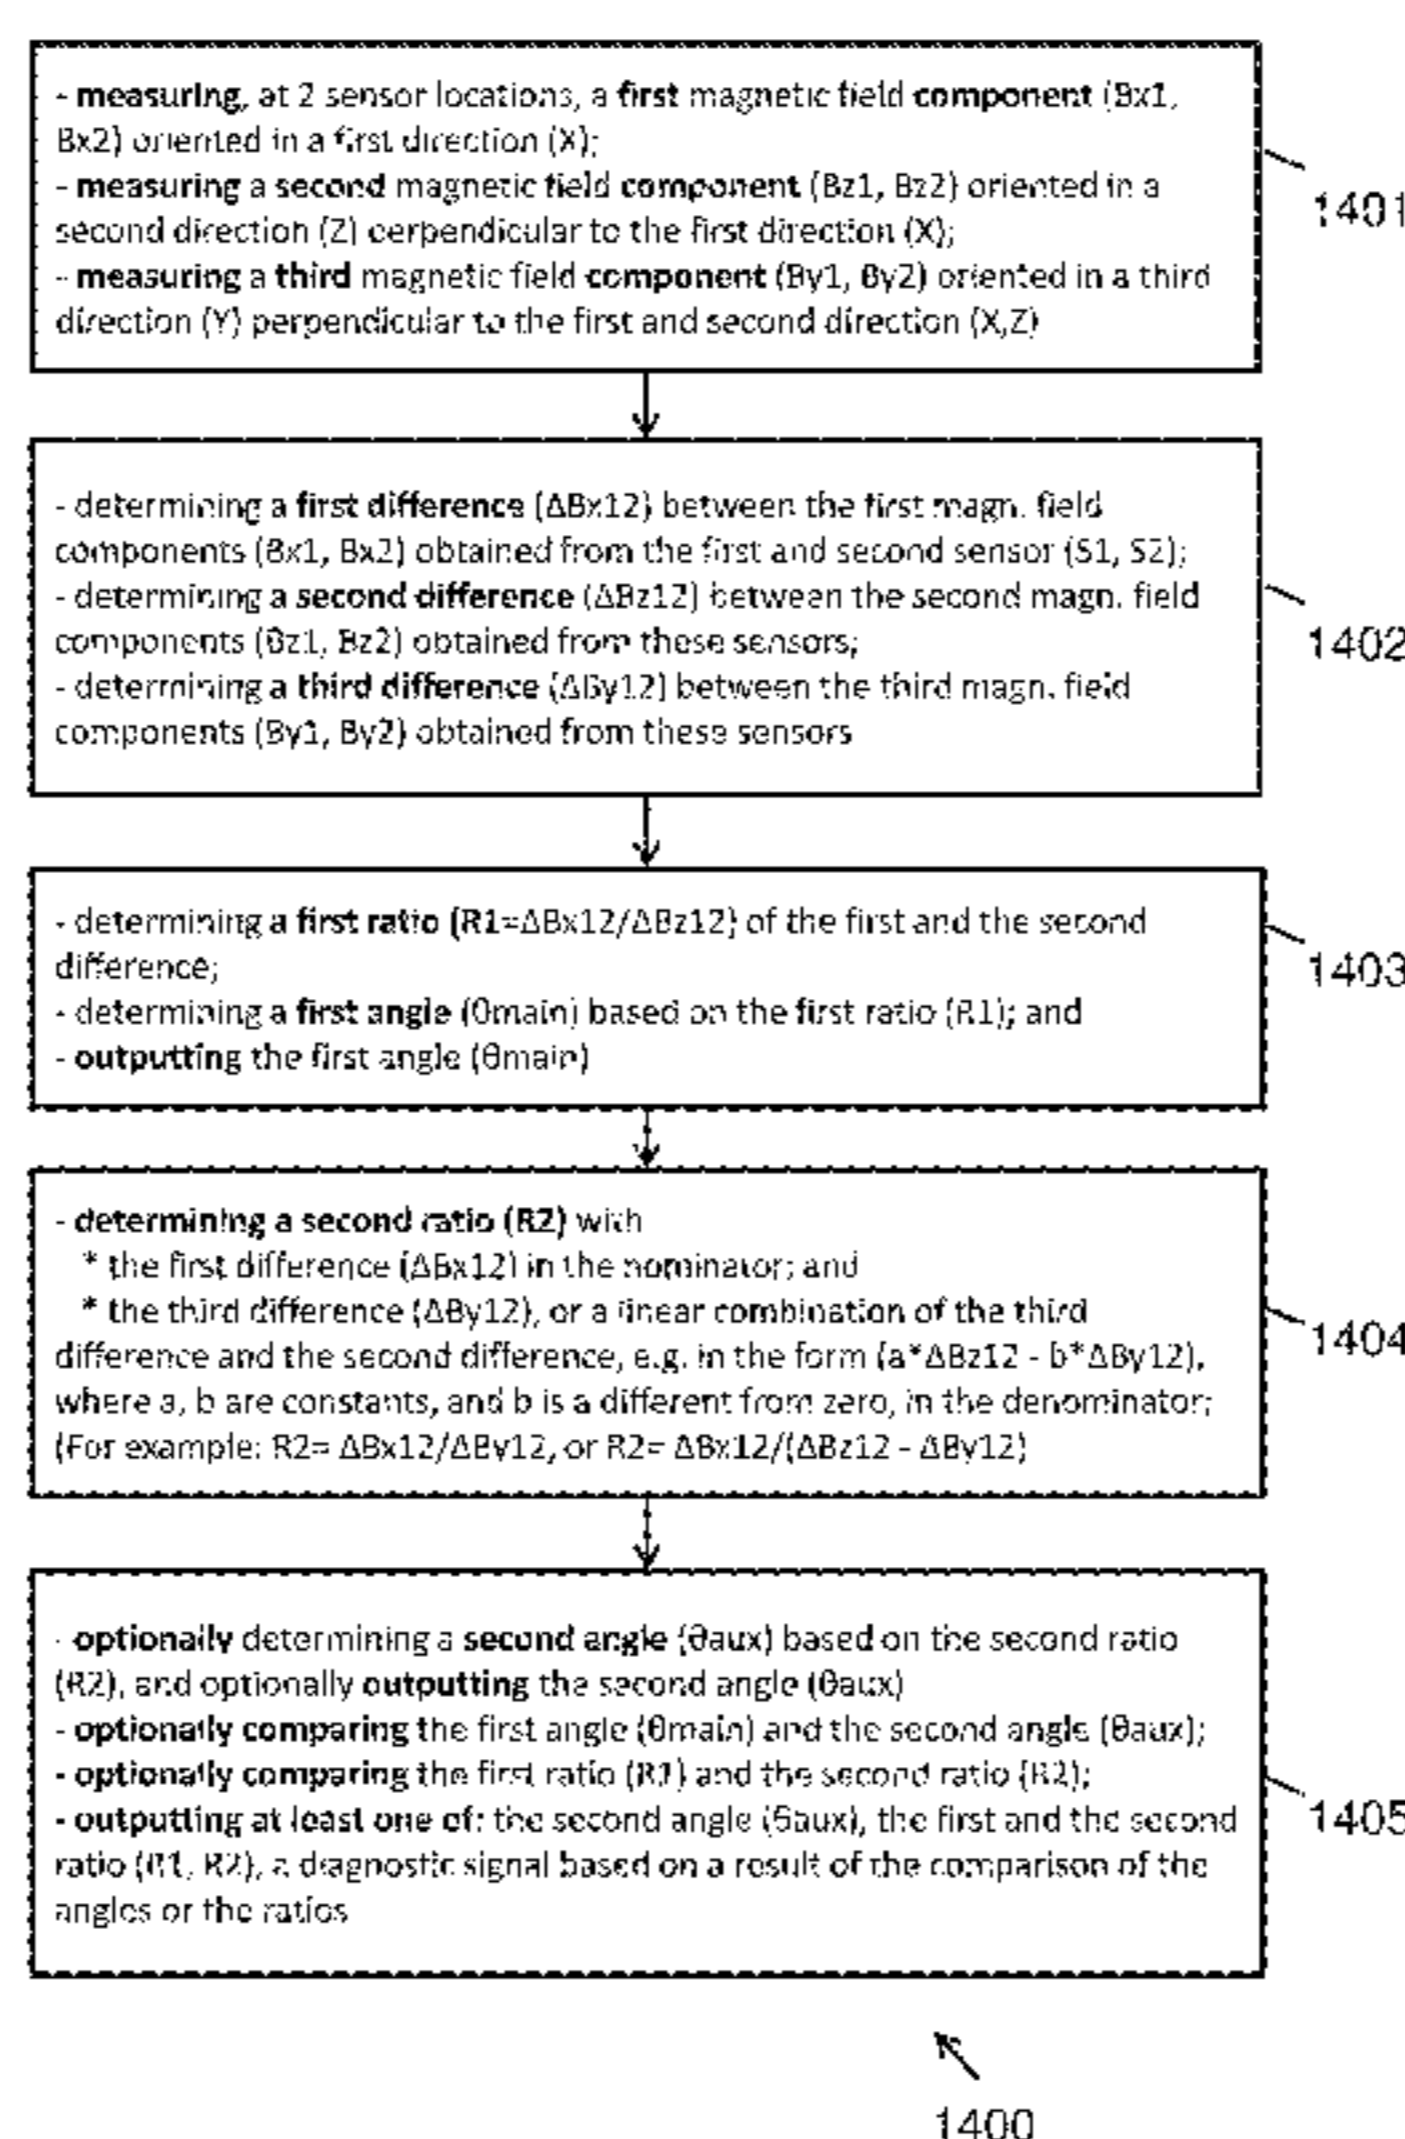 - measuring, at 2 sensor locations, a first magnetic field component (Bx1,
Bx2) oriented in a first direction (X);
- measuring a second magnetic field component (Bz1, Bz2) oriented in a
second direction (Z) perpendicular to the first direction (X);
- measuring a third magnetic field component (By1, By2) oriented in a third
direction (Y) perpendicular to the first and second direction (X,Z)
1401
- determining a first difference (ΔBx12) between the first magn. field
components (Bx1, Bx2) obtained from the first and second sensor (S1, S2);
- determining a second difference (ΔBz12) between the second magn. field
components (Bz1, Bz2) obtained from these sensors;
- determining a third difference (ΔBy12) between the third magn. field
components (By1, By2) obtained from these sensors
1402
- determining a first ratio (R1=ΔBx12/ΔBz12) of the first and the second
difference;
- determining a first angle (θmain) based on the first ratio (R1); and
- outputting the first angle (θmain)
1403
- determining a second ratio (R2) with
* the first difference (ΔBx12) in the nominator; and
* the third difference (ΔBy12), or a linear combination of the third
difference and the second difference, e.g. in the form (a*ΔBz12 - b*ΔBy12),
where a, b are constants, and b is a different from zero, in the denominator;
(For example: R2= ΔBx12/ΔBy12, or R2= ΔBx12/(ΔBz12 - ΔBy12)
1404
- optionally determining a second angle (θaux) based on the second ratio
(R2), and optionally outputting the second angle (θaux)
- optionally comparing the first angle (θmain) and the second angle (θaux);
- optionally comparing the first ratio (R1) and the second ratio (R2);
- outputting at least one of: the second angle (θaux), the first and the second
ratio (R1, R2), a diagnostic signal based on a result of the comparison of the
angles or the ratios
1405
1400